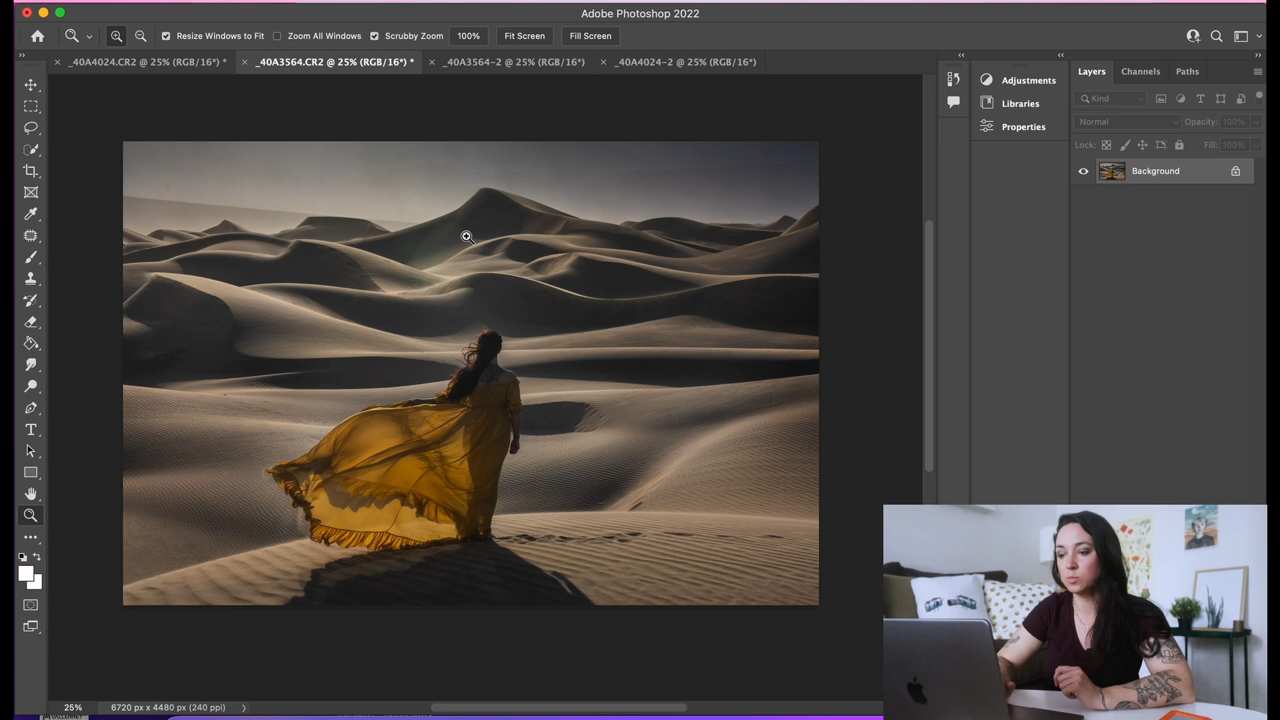 Adobe Photoshop 2022
Resize Windows to Fit
Zoom All Windows
Scrubby Zoom
100%
Fit Screen
Fill Screen
_40A4024.CR2 @ 25% (RGB/16*) *
_40A3564.CR2 @ 25% (RGB/16*) *
_40A3564-2 @ 25% (RGB/16*)
_40A4024-2 @ 25% (RGB/16*)
Adjustments
Libraries
Properties
Layers
Channels
Paths
Kind
Normal
Opacity: 100%
Lock:
Fill: 100%
Background
25%
6720 px x 4480 px (240 ppi)